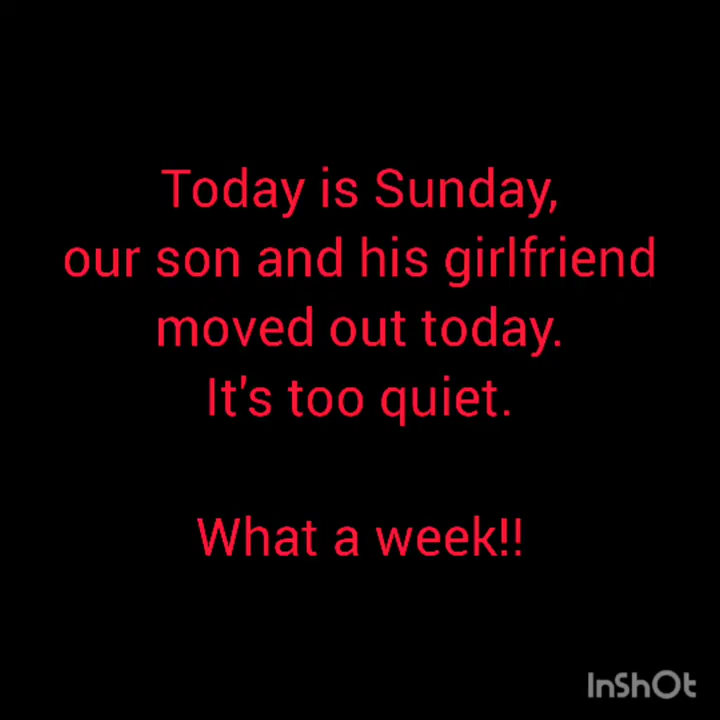 Today is Sunday,
our son and his girlfriend
moved out today.
It's too quiet.
What a week!!
InShOt